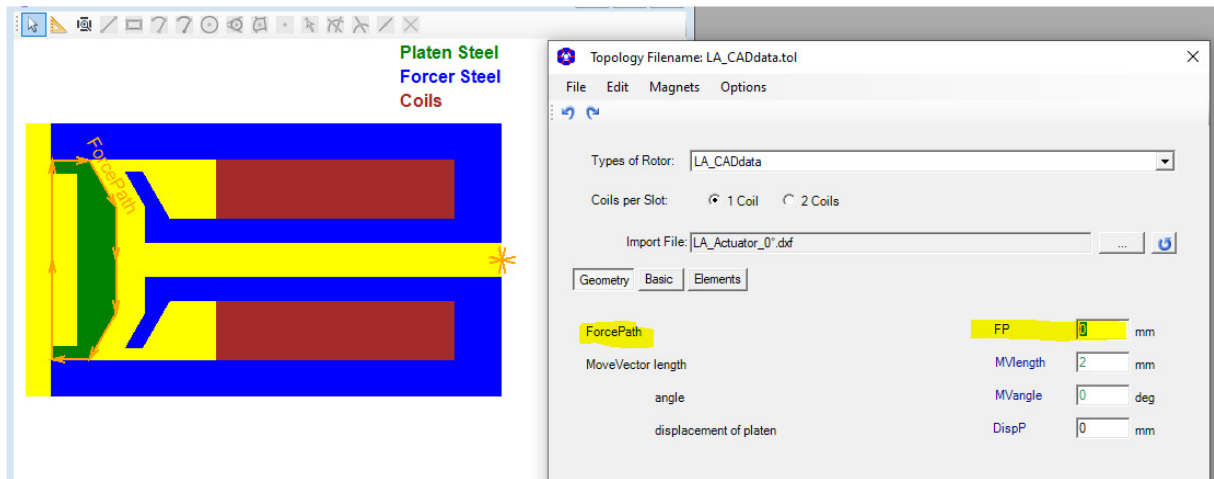 Platen Steel
Forcer Steel
Coils
ForcePath
Topology Filename: LA_CADdata.tol
File Edit Magnets Options
Types of Rotor: LA_CADdata
Coils per Slot: 1 Coil 2 Coils
Import File: LA_Actuator_0°.dxf ...
Geometry Basic Elements
ForcePath FP 0 mm
MoveVector length MVlength 2 mm
angle MVangle 0 deg
displacement of platen DispP 0 mm